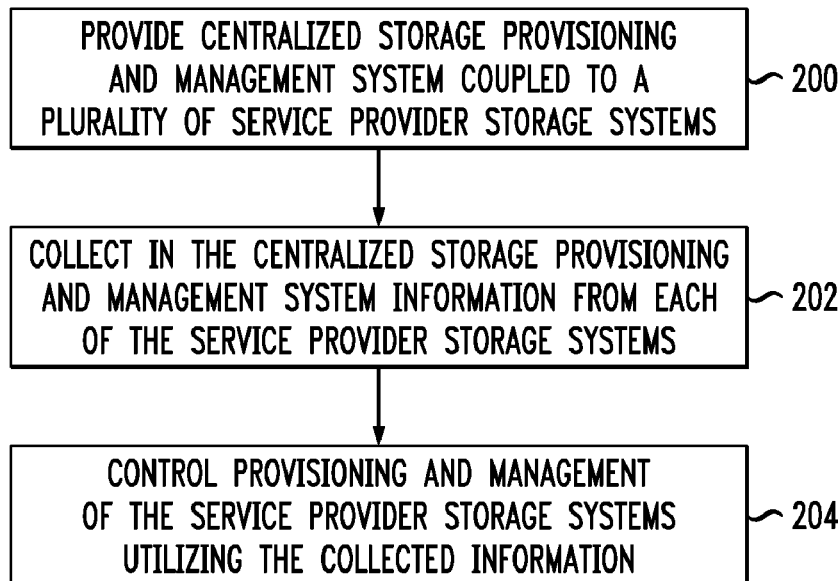 PROVIDE CENTRALIZED STORAGE PROVISIONING
AND MANAGEMENT SYSTEM COUPLED TO A
PLURALITY OF SERVICE PROVIDER STORAGE SYSTEMS
200
COLLECT IN THE CENTRALIZED STORAGE PROVISIONING
AND MANAGEMENT SYSTEM INFORMATION FROM EACH
OF THE SERVICE PROVIDER STORAGE SYSTEMS
202
CONTROL PROVISIONING AND MANAGEMENT
OF THE SERVICE PROVIDER STORAGE SYSTEMS
UTILIZING THE COLLECTED INFORMATION
204